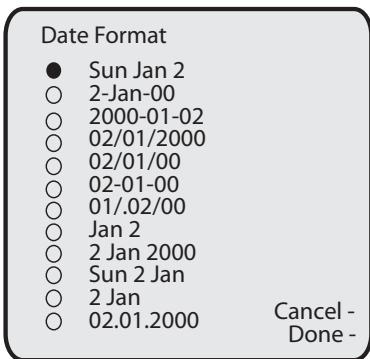 Date Format
Sun Jan 2
2-Jan-00
2000-01-02
02/01/2000
02/01/00
02-01-00
01/.02/00
Jan 2
2 Jan 2000
Sun 2 Jan
2 Jan
02.01.2000
Cancel -
Done -